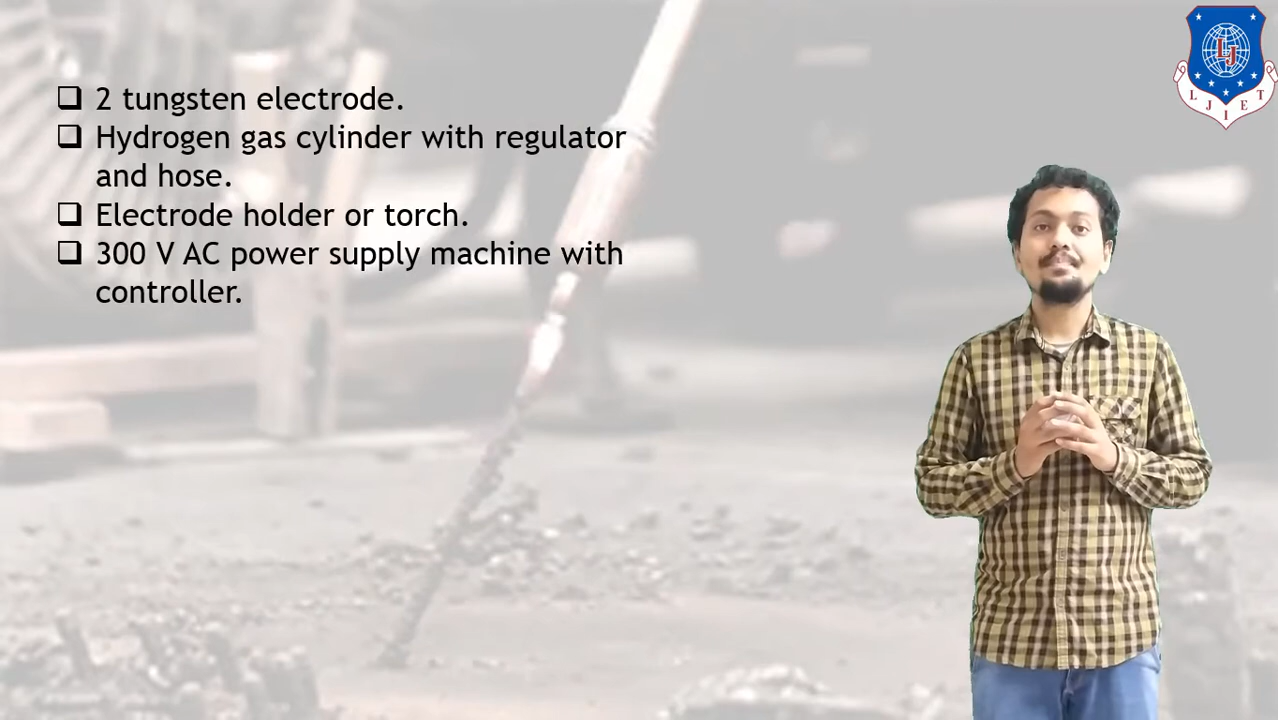 ❑ 2 tungsten electrode.
❑ Hydrogen gas cylinder with regulator
and hose.
❑ Electrode holder or torch.
❑ 300 V AC power supply machine with
controller.
LJ
LJIET